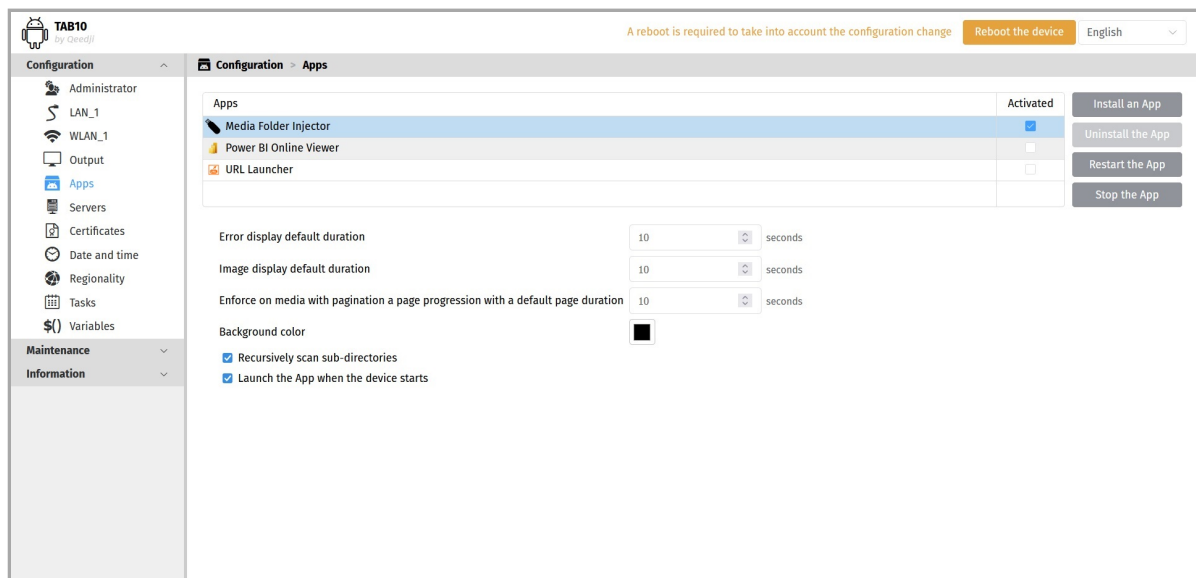 TAB10
by Qeedji
A reboot is required to take into account the configuration change
Reboot the device
English
Configuration
Administrator
LAN_1
WLAN_1
Output
Apps
Servers
Certificates
Date and time
Regionality
Tasks
$() Variables
Maintenance
Information
Configuration > Apps
Apps Activated
Media Folder Injector
Power BI Online Viewer
URL Launcher
Install an App
Uninstall the App
Restart the App
Stop the App
Error display default duration 10 seconds
Image display default duration 10 seconds
Enforce on media with pagination a page progression with a default page duration 10 seconds
Background color
Recursively scan sub-directories
Launch the App when the device starts